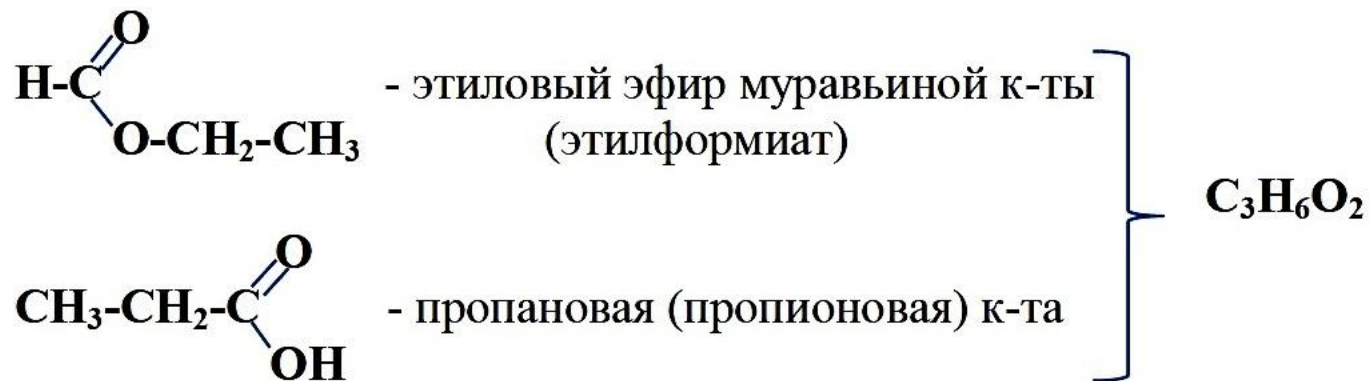 O
H-C - этиловый эфир муравьиной к-ты
O-CH₂-CH₃ (этилформиат)
C₃H₆O₂
O
CH₃-CH₂-C - пропановая (пропионовая) к-та
OH